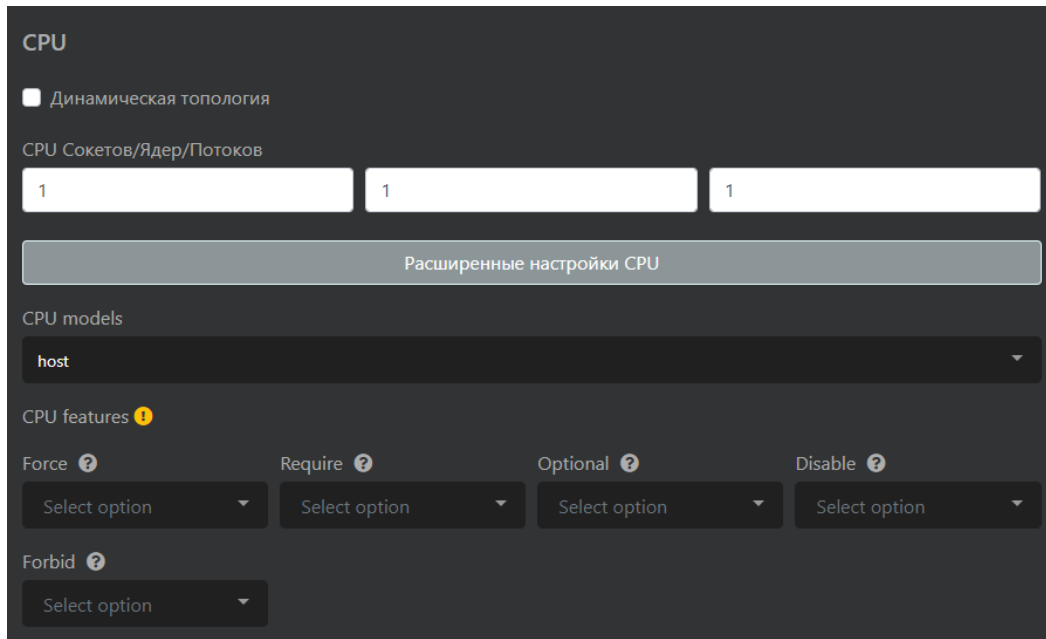 CPU
Динамическая топология
CPU Сокетов/Ядер/Потоков
1 1 1
Расширенные настройки CPU
CPU models
host
CPU features !
Force ? Require ? Optional ? Disable ?
Select option Select option Select option Select option
Forbid ?
Select option